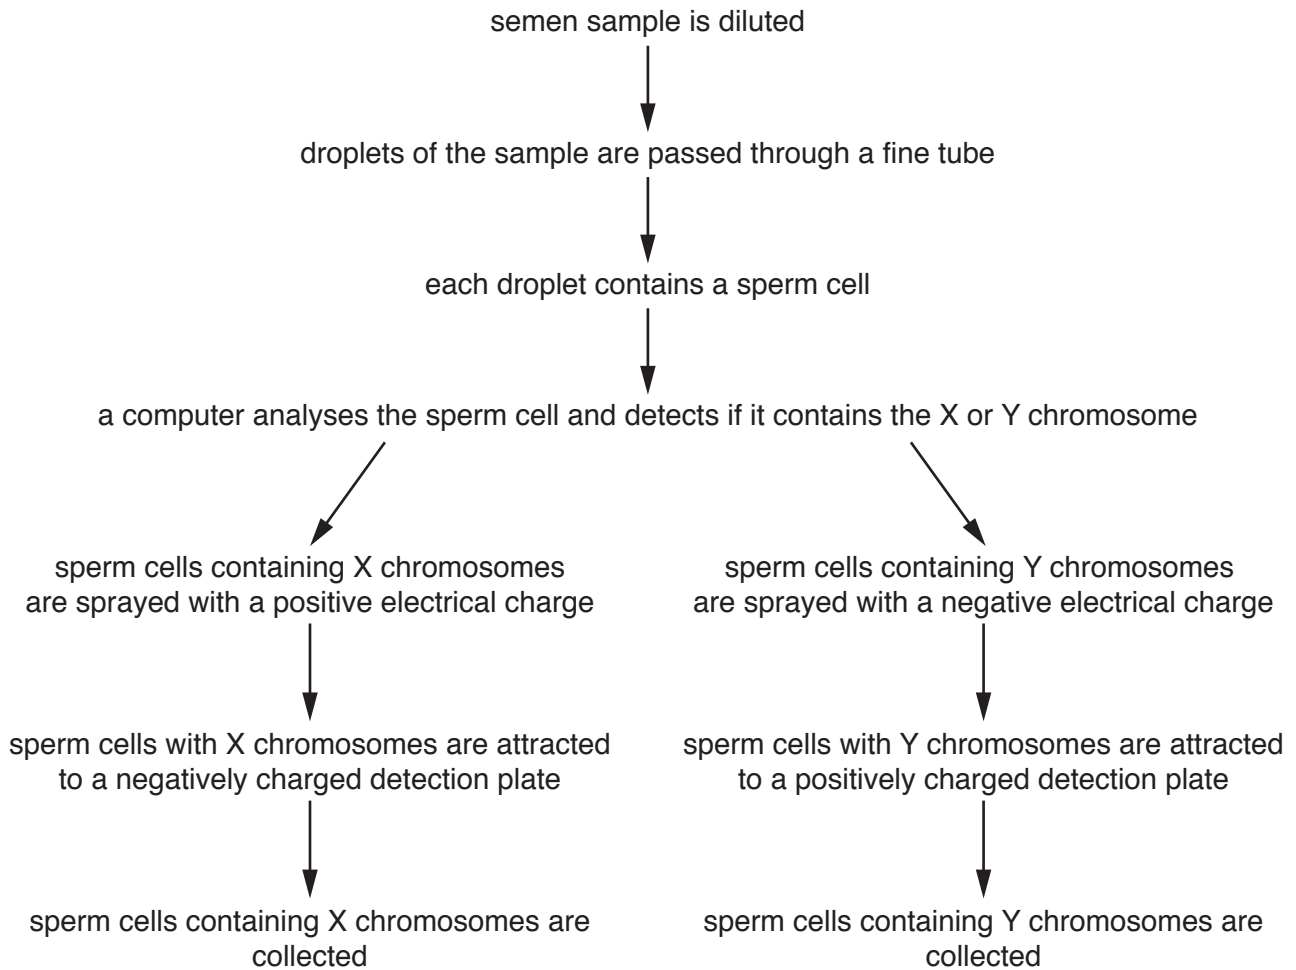 semen sample is diluted
droplets of the sample are passed through a fine tube
each droplet contains a sperm cell
a computer analyses the sperm cell and detects if it contains the X or Y chromosome
sperm cells containing X chromosomes
are sprayed with a positive electrical charge
sperm cells with X chromosomes are attracted
to a negatively charged detection plate
sperm cells containing X chromosomes are
collected
sperm cells containing Y chromosomes
are sprayed with a negative electrical charge
sperm cells with Y chromosomes are attracted
to a positively charged detection plate
sperm cells containing Y chromosomes are
collected